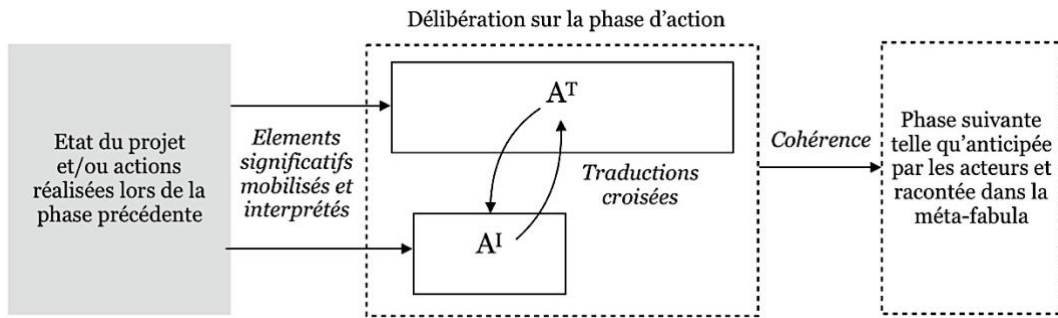 Délibération sur la phase d’action
Etat du projet
et/ou actions
réalisées lors de la
phase précédente
Elements
significatifs
mobilisés et
interprétés
Aᵀ
Traductions
croisées
Aᴵ
Cohérence
Phase suivante
telle qu’anticipée
par les acteurs et
racontée dans la
méta-fabula